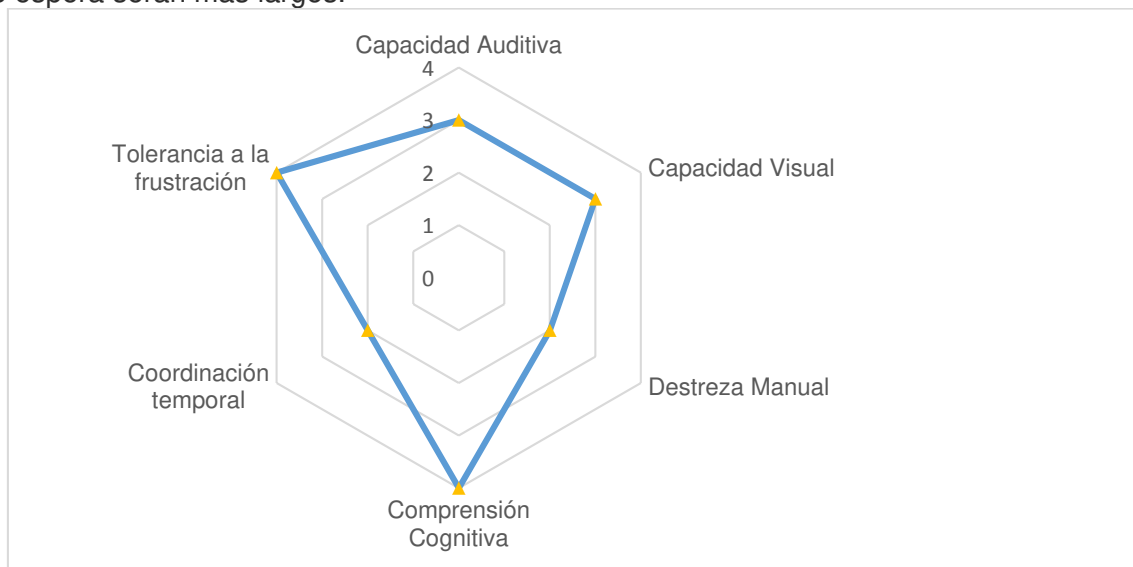 espera serán más largos.
Capacidad Auditiva
4
3
2
1
0
Capacidad Visual
Destreza Manual
Comprensión
Cognitiva
Coordinación
temporal
Tolerancia a la
frustración